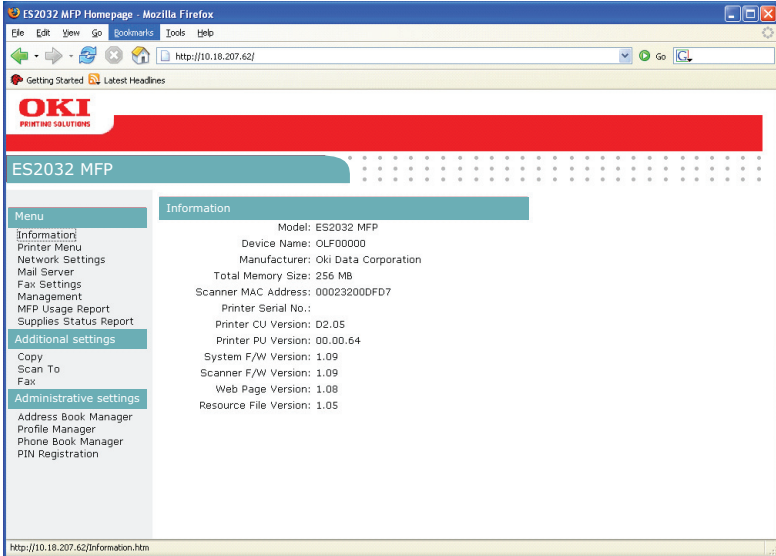 ES2032 MFP Homepage - Mozilla Firefox
File Edit View Go Bookmarks Tools Help
http://10.18.207.62/
Go
G
Getting Started
Latest Headlines
OKI
PRINTING SOLUTIONS
ES2032 MFP
Menu
Information
Printer Menu
Network Settings
Mail Server
Fax Settings
Management
MFP Usage Report
Supplies Status Report
Additional settings
Copy
Scan To
Fax
Administrative settings
Address Book Manager
Profile Manager
Phone Book Manager
PIN Registration
Information
Model: ES2032 MFP
Device Name: OLF00000
Manufacturer: Oki Data Corporation
Total Memory Size: 256 MB
Scanner MAC Address: 00023200DFD7
Printer Serial No.:
Printer CU Version: D2.05
Printer PU Version: 00.00.64
System F/W Version: 1.09
Scanner F/W Version: 1.09
Web Page Version: 1.08
Resource File Version: 1.05
http://10.18.207.62/Information.htm